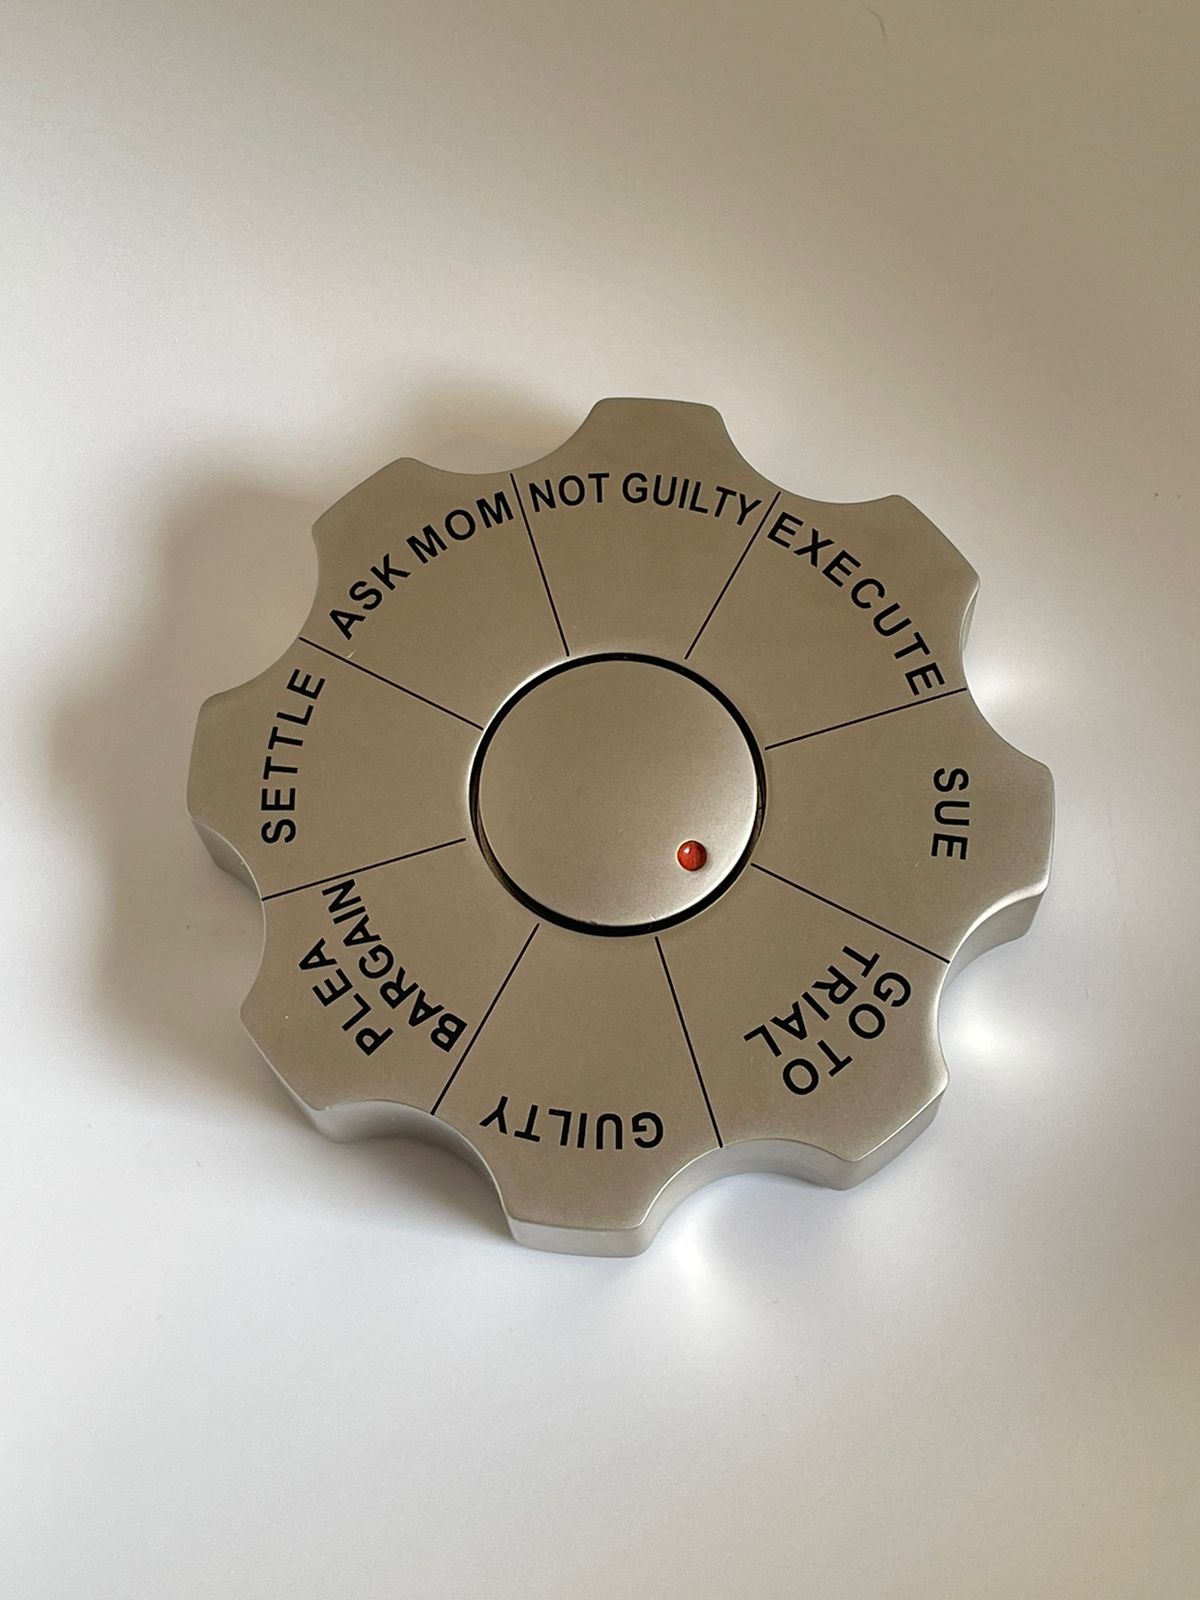 NOT GUILTY
EXECUTE
SUE
GO TO
TRIAL
GUILTY
PLEA
BARGAIN
SETTLE
ASK MOM